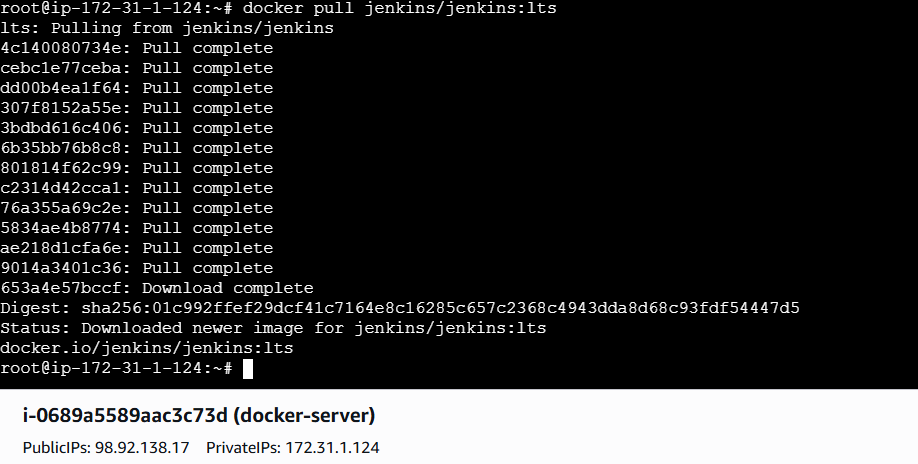 root@ip-172-31-1-124:~# docker pull jenkins/jenkins:lts
lts: Pulling from jenkins/jenkins
4c140080734e: Pull complete
cebc1e77ceba: Pull complete
dd00b4ea1f64: Pull complete
307f8152a55e: Pull complete
3bdbd616c406: Pull complete
6b35bb76b8c8: Pull complete
801814f62c99: Pull complete
c2314d42cca1: Pull complete
76a355a69c2e: Pull complete
5834ae4b8774: Pull complete
ae218d1cfa6e: Pull complete
9014a3401c36: Pull complete
653a4e57bccf: Download complete
Digest: sha256:01c992ffef29dcf41c7164e8c16285c657c2368c4943dda8d68c93fdf54447d5
Status: Downloaded newer image for jenkins/jenkins:lts
docker.io/jenkins/jenkins:lts
root@ip-172-31-1-124:~#
i-0689a5589aac3c73d (docker-server)
PublicIPs: 98.92.138.17 PrivateIPs: 172.31.1.124